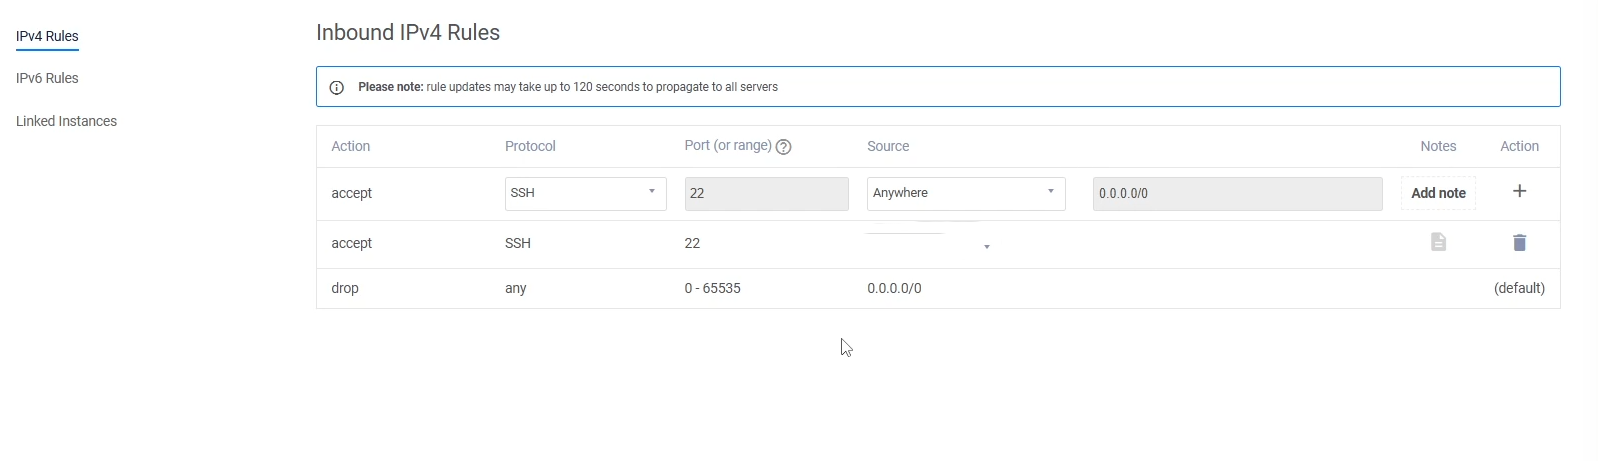 IPv4 Rules
IPv6 Rules
Linked Instances
Inbound IPv4 Rules
Please note: rule updates may take up to 120 seconds to propagate to all servers
Action Protocol Port (or range) Source Notes Action
accept SSH 22 Anywhere 0.0.0.0/0 Add note +
accept SSH 22
drop any 0 - 65535 0.0.0.0/0 (default)